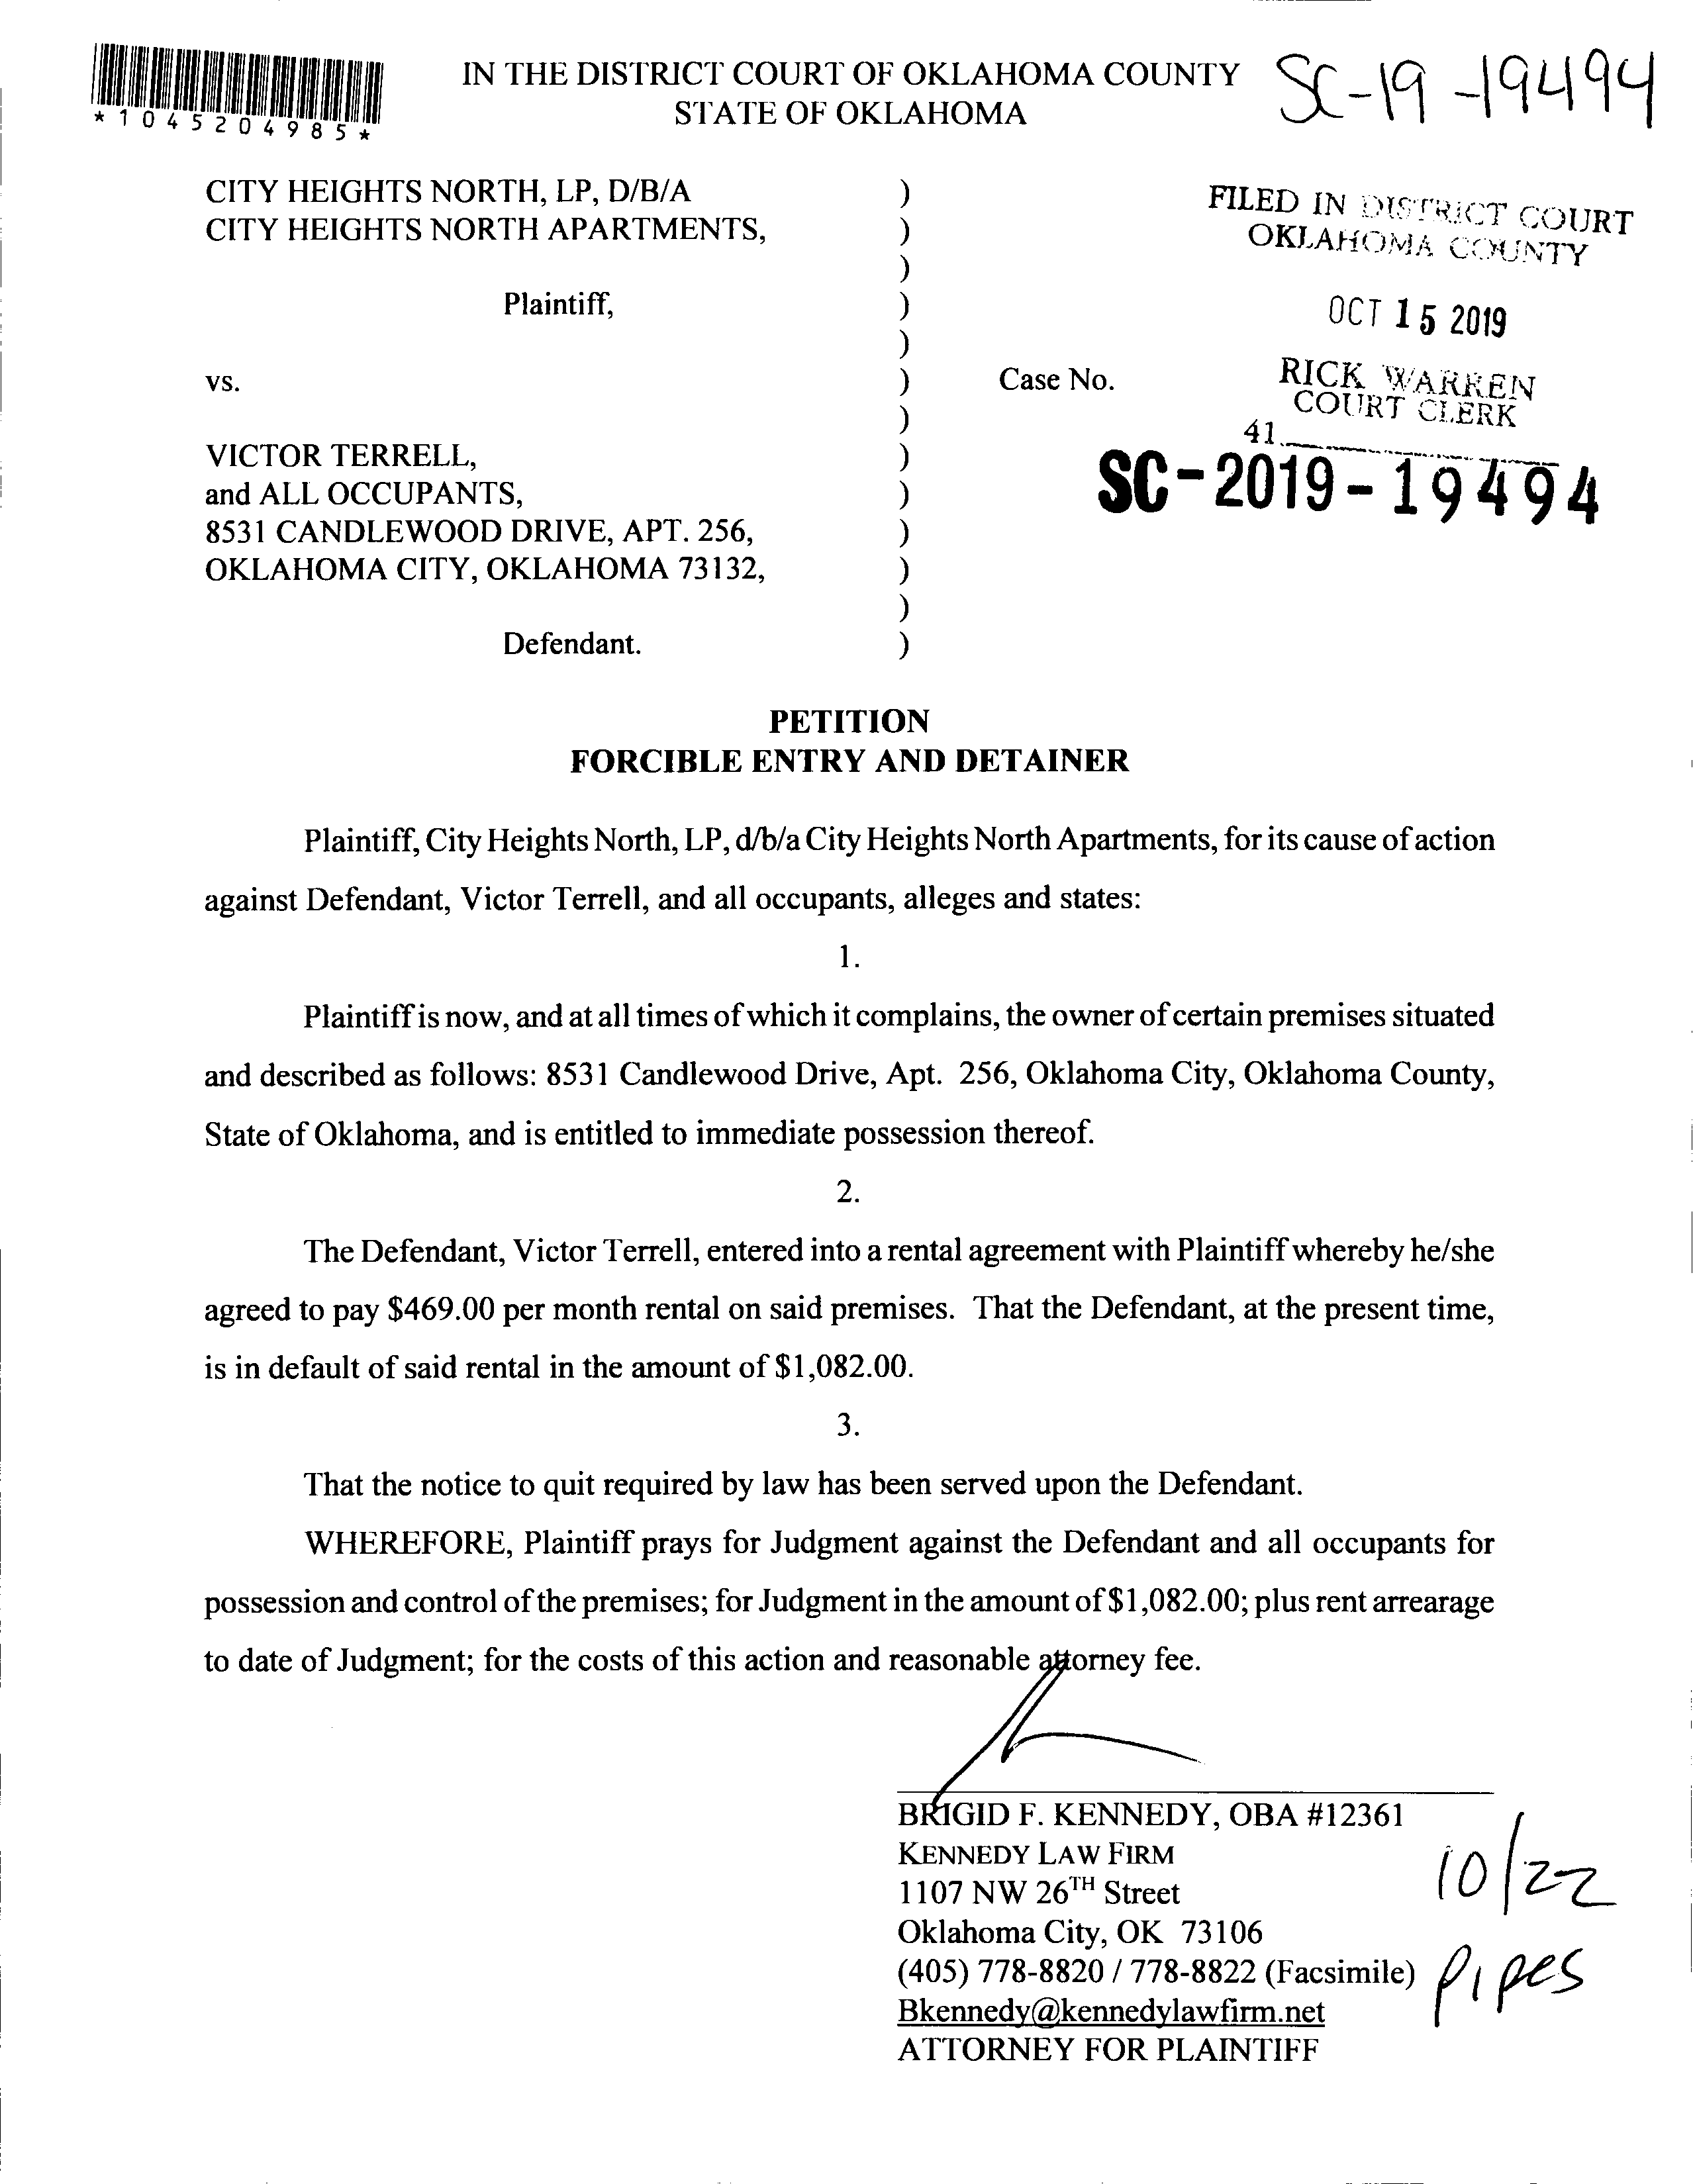 IN THE DISTRICT COURT OF OKLAHOMA COUNTY
STATE OF OKLAHOMA
SC-19-19494
*1045204985*
CITY HEIGHTS NORTH, LP, D/B/A )
CITY HEIGHTS NORTH APARTMENTS, )
)
Plaintiff, )
)
vs. )
)
VICTOR TERRELL, )
and ALL OCCUPANTS, )
8531 CANDLEWOOD DRIVE, APT. 256, )
OKLAHOMA CITY, OKLAHOMA 73132, )
)
Defendant. )
FILED IN DISTRICT COURT
OKLAHOMA COUNTY
OCT 15 2019
Case No.
RICK WARREN
COURT CLERK
41
SC-2019-19494
PETITION
FORCIBLE ENTRY AND DETAINER
Plaintiff, City Heights North, LP, d/b/a City Heights North Apartments, for its cause of action
against Defendant, Victor Terrell, and all occupants, alleges and states:
1.
Plaintiff is now, and at all times of which it complains, the owner of certain premises situated
and described as follows: 8531 Candlewood Drive, Apt. 256, Oklahoma City, Oklahoma County,
State of Oklahoma, and is entitled to immediate possession thereof.
2.
The Defendant, Victor Terrell, entered into a rental agreement with Plaintiff whereby he/she
agreed to pay $469.00 per month rental on said premises. That the Defendant, at the present time,
is in default of said rental in the amount of $1,082.00.
3.
That the notice to quit required by law has been served upon the Defendant.
WHEREFORE, Plaintiff prays for Judgment against the Defendant and all occupants for
possession and control of the premises; for Judgment in the amount of $1,082.00; plus rent arrearage
to date of Judgment; for the costs of this action and reasonable attorney fee.
BRIGID F. KENNEDY, OBA #12361
KENNEDY LAW FIRM
1107 NW 26TH Street
Oklahoma City, OK 73106
(405) 778-8820 / 778-8822 (Facsimile)
Bkennedy@kennedylawfirm.net
ATTORNEY FOR PLAINTIFF
10/22
Pipes